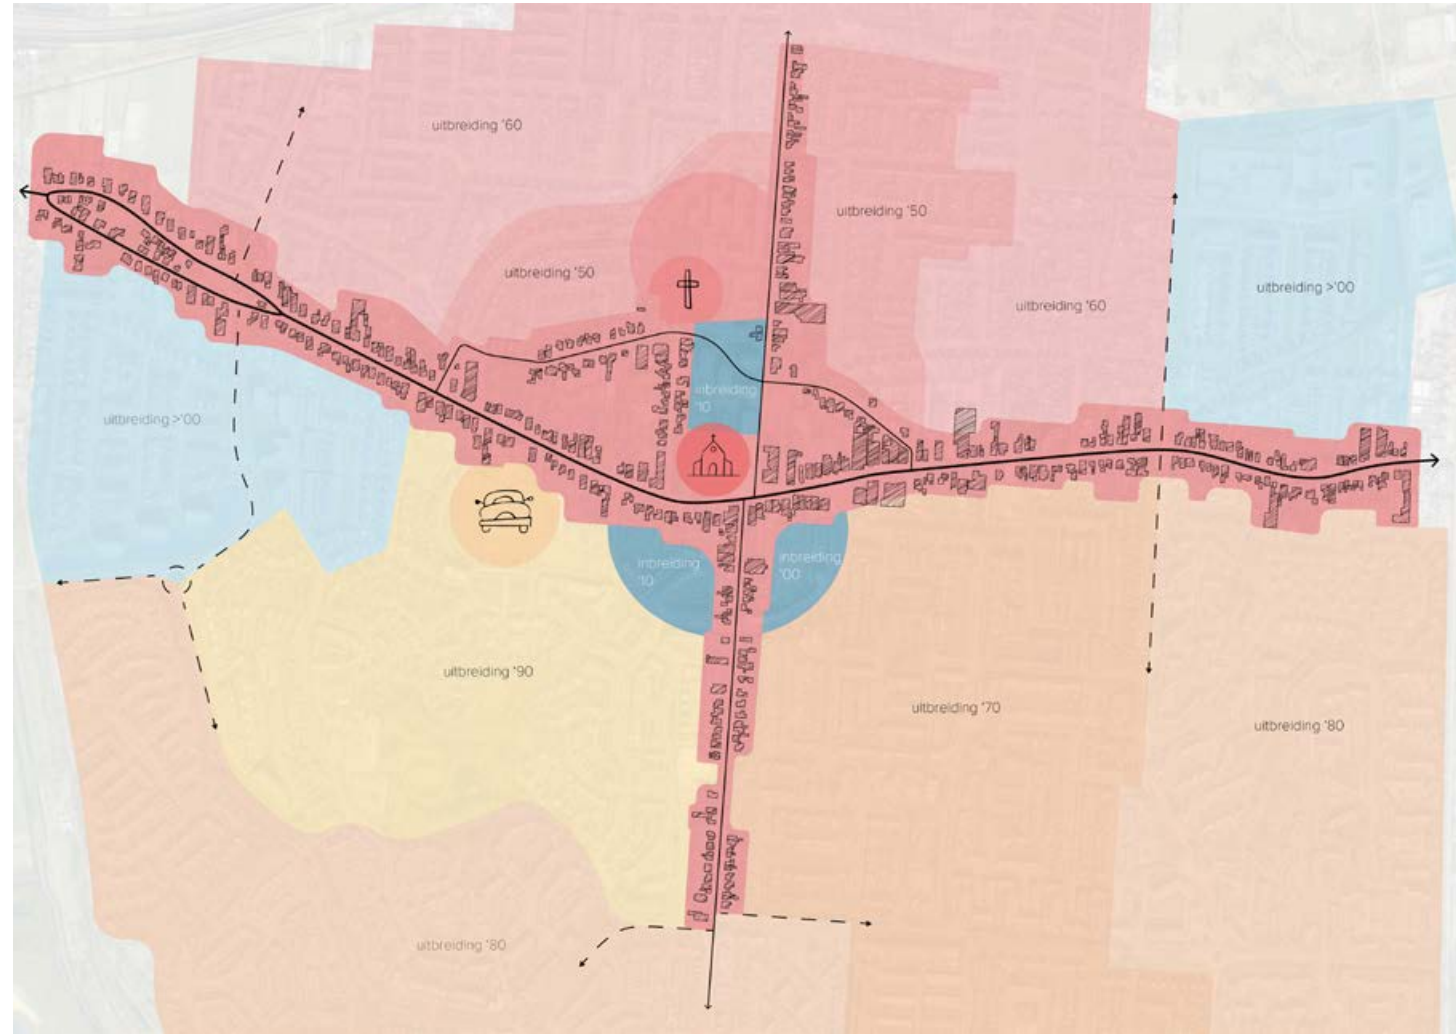 uitbreiding '60
uitbreiding '50
uitbreiding '50
uitbreiding >'00
uitbreiding '60
inbreiding
'10
uitbreiding >'00
inbreiding
'10
inbreiding
'00
uitbreiding '90
uitbreiding '70
uitbreiding '80
uitbreiding '80